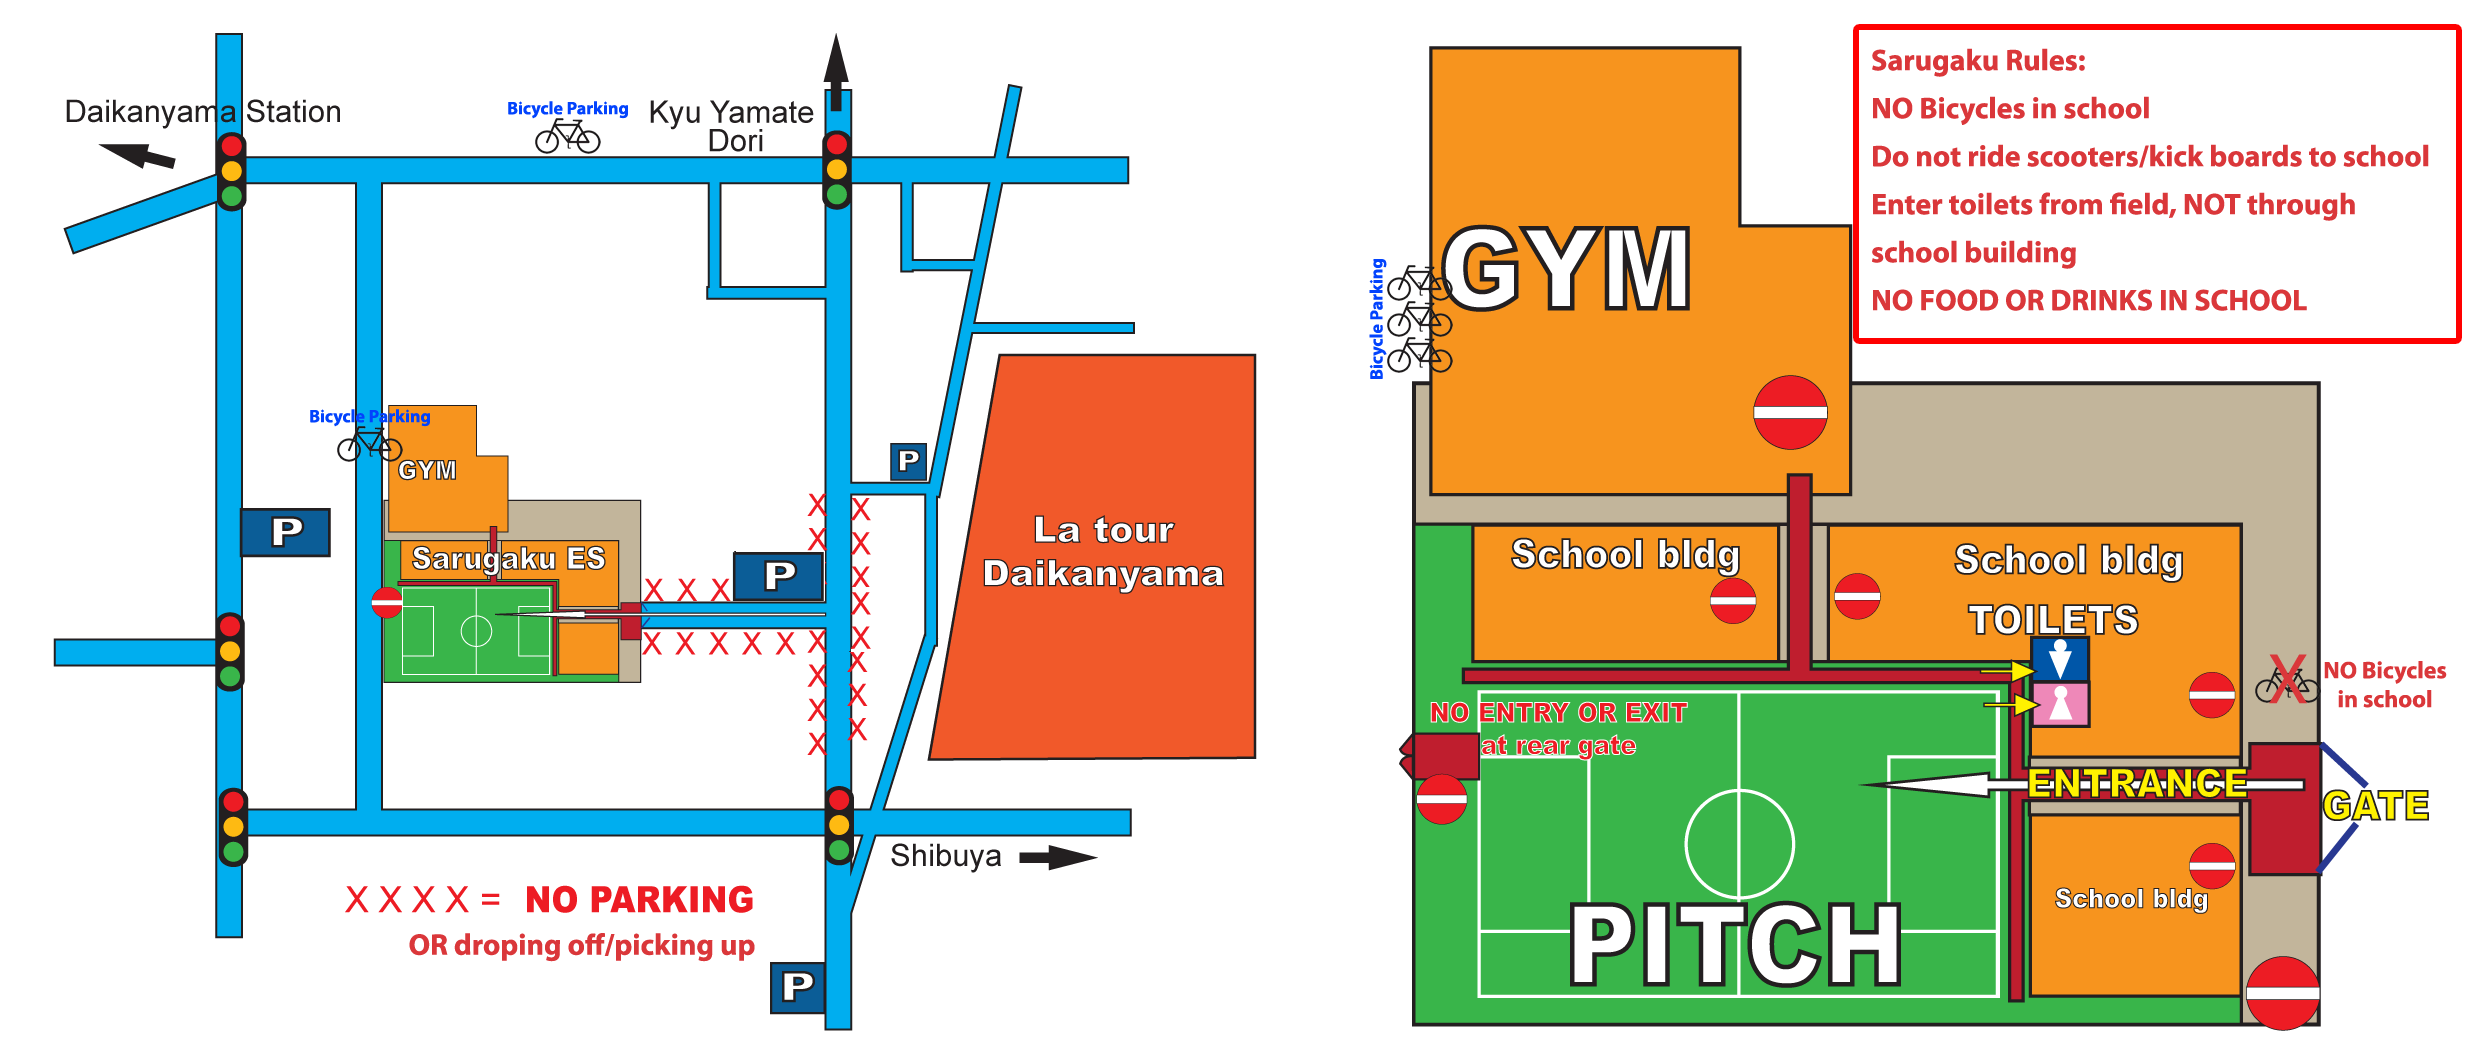 Daikanyama Station
Bicycle Parking
Kyu Yamate
Dori
Bicycle Parking
GYM
P
Sarugaku ES
P
P
La tour
Daikanyama
X X X
X X X X X X
X X X X X X
X X X X X X X X
Shibuya
X X X X = NO PARKING
OR droping off/picking up
P
Sarugaku Rules:
NO Bicycles in school
Do not ride scooters/kick boards to school
Enter toilets from field, NOT through
school building
NO FOOD OR DRINKS IN SCHOOL
GYM
Bicycle Parking
School bldg
School bldg
TOILETS
X
NO Bicycles
in school
NO ENTRY OR EXIT
at rear gate
ENTRANCE
GATE
School bldg
PITCH